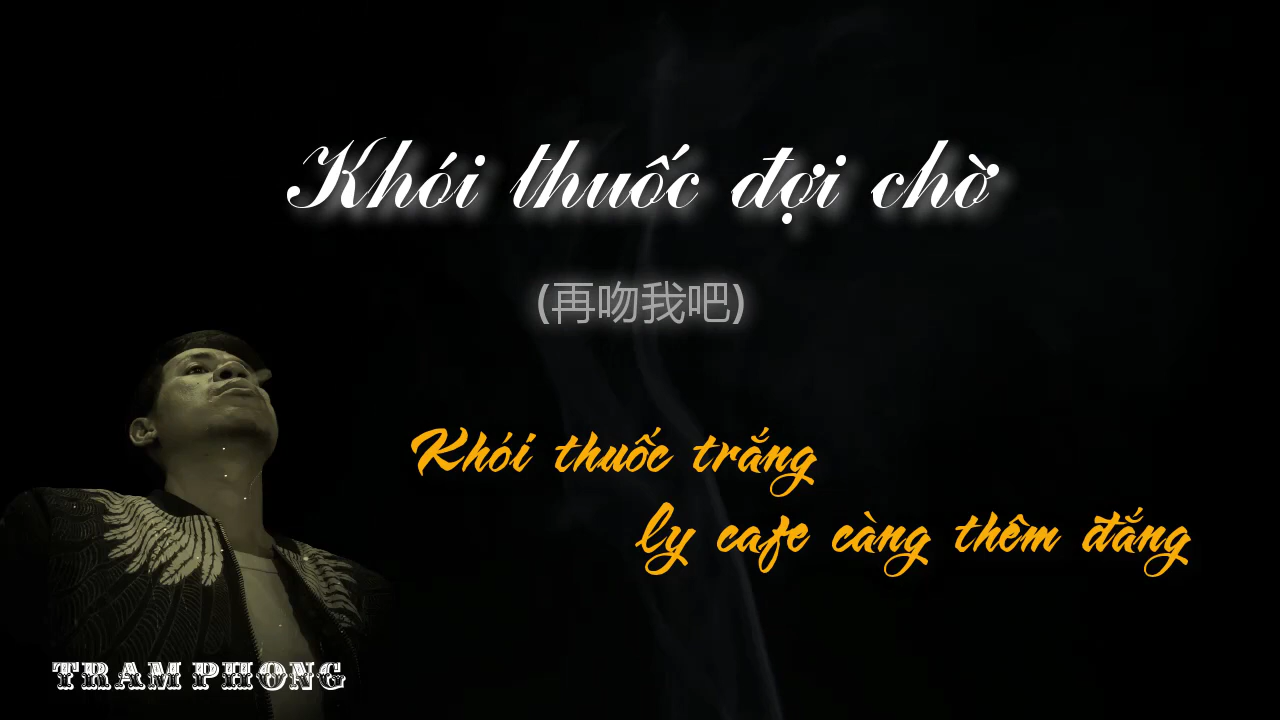 Khói thuốc đợi chờ
(再吻我吧)
Khói thuốc trắng
ly cafe càng thêm đắng
TRAM PHONG